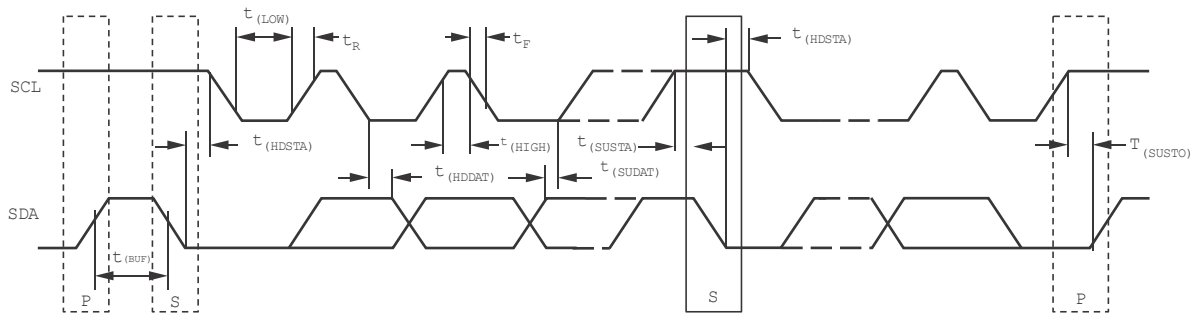 t(LOW)
tR
tF
t(HDSTA)
SCL
t(HDSTA)
t(HIGH)
t(SUSTA)
T(SUSTO)
t(HDDAT)
t(SUDAT)
SDA
t(BUF)
P
S
S
P